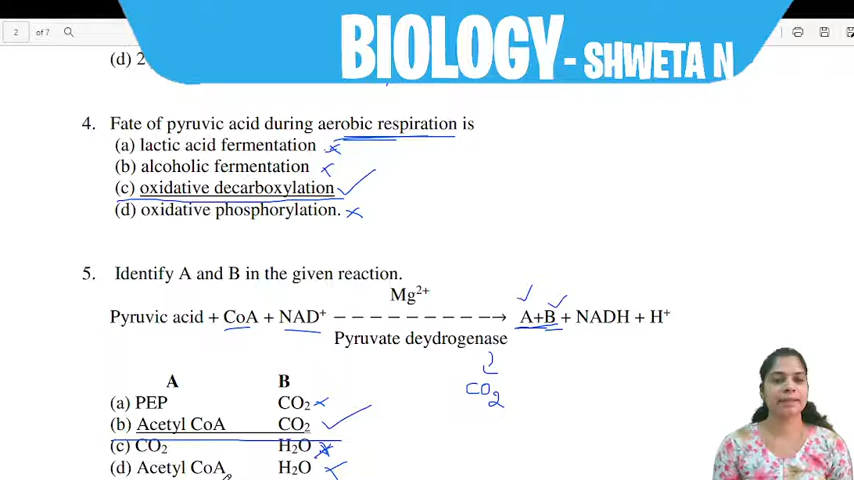 2 of 7
BIOLOGY - SHWETA N
(d) 2
4. Fate of pyruvic acid during aerobic respiration is
(a) lactic acid fermentation
(b) alcoholic fermentation
(c) oxidative decarboxylation
(d) oxidative phosphorylation.
5. Identify A and B in the given reaction.
Mg²⁺
Pyruvic acid + CoA + NAD⁺ – – – – – – – – → A+B + NADH + H⁺
Pyruvate deydrogenase
CO₂
A B
(a) PEP CO₂
(b) Acetyl CoA CO₂
(c) CO₂ H₂O
(d) Acetyl CoA H₂O